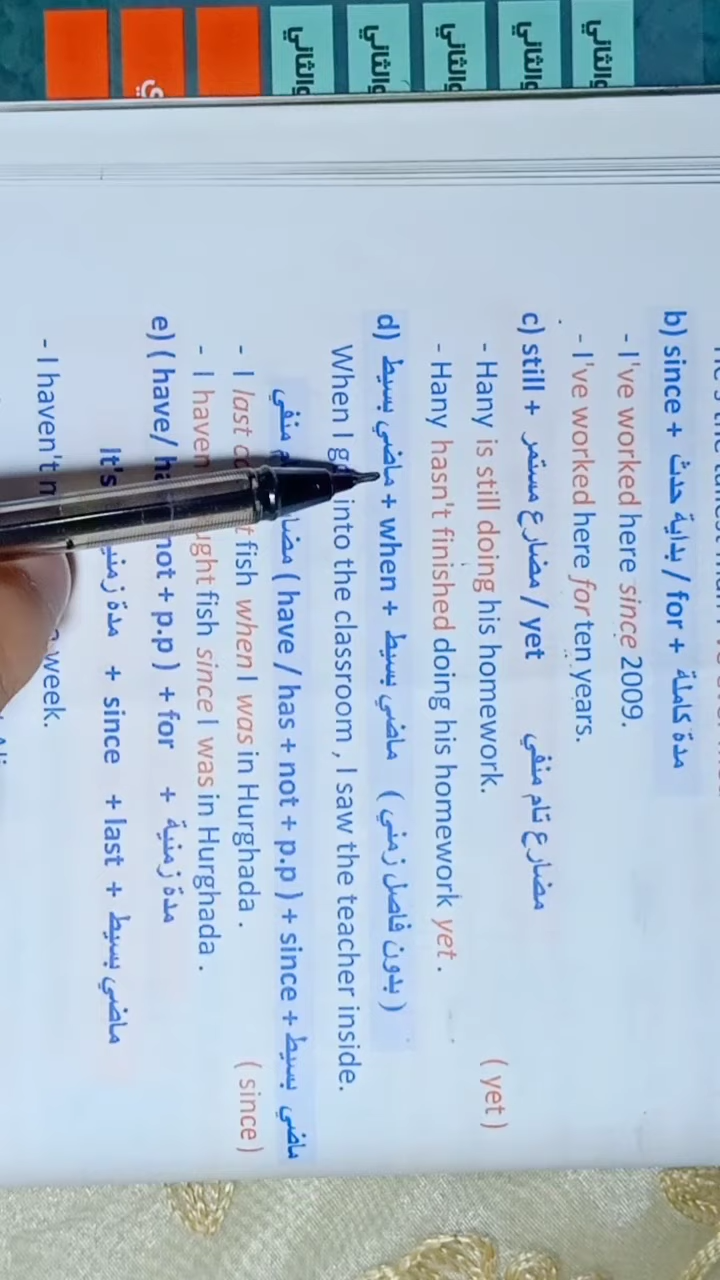 والثاني
والثاني
والثاني
والثاني
والثاني
b) since + بداية حدث / for + مدة كاملة
- I've worked here since 2009.
- I've worked here for ten years.
c) still + مضارع مستمر / yet مضارع تام منفي
- Hany is still doing his homework. ( yet )
- Hany hasn't finished doing his homework yet .
d) ماضي بسيط + when + ماضي بسيط ( بدون فاصل زمني )
When I into the classroom , I saw the teacher inside.
( have / has + not + p.p ) + since + ماضي بسيط منفي
- I last fish when I was in Hurghada . ( since )
- I fish since I was in Hurghada .
e) ( have/ not + p.p ) + for + مدة زمنية
It's مدة + since + last + ماضي بسيط
- I haven't week.